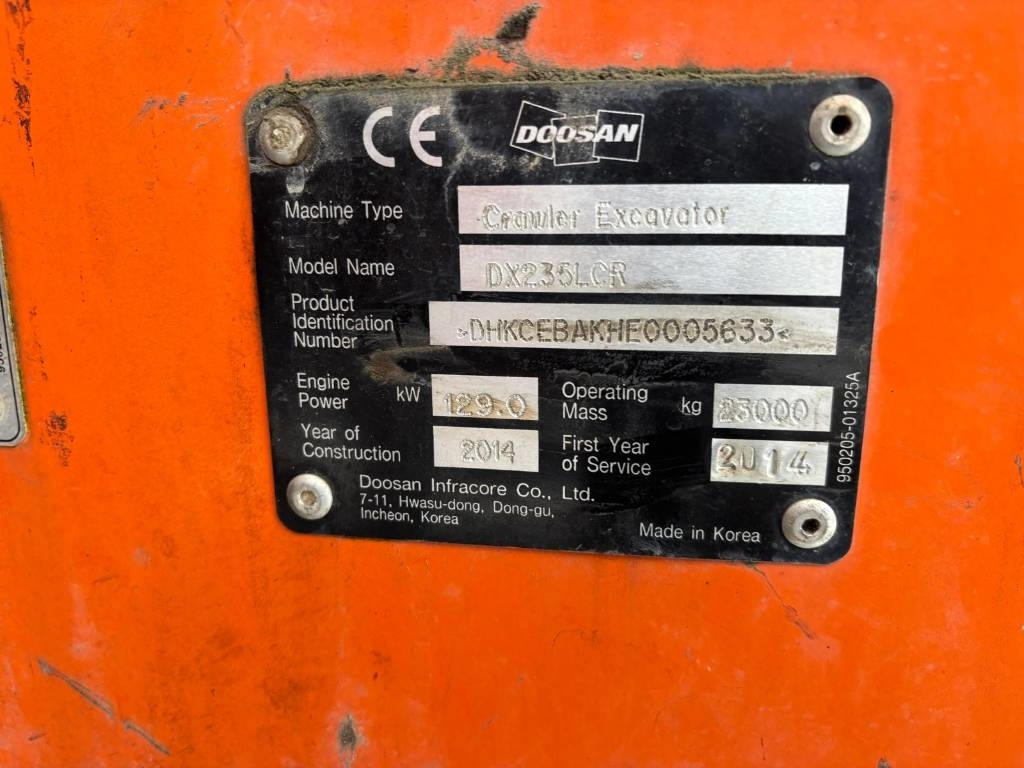 CE DOOSAN
Machine Type Crawler Excavator
Model Name DX235LCR
Product Identification Number >DHKCEBAKHE0005633<
Engine Power kW 129.0 Operating Mass kg 23000
Year of Construction 2014 First Year of Service 2014
Doosan Infracore Co., Ltd.
7-11, Hwasu-dong, Dong-gu,
Incheon, Korea
Made in Korea
950205-01325A